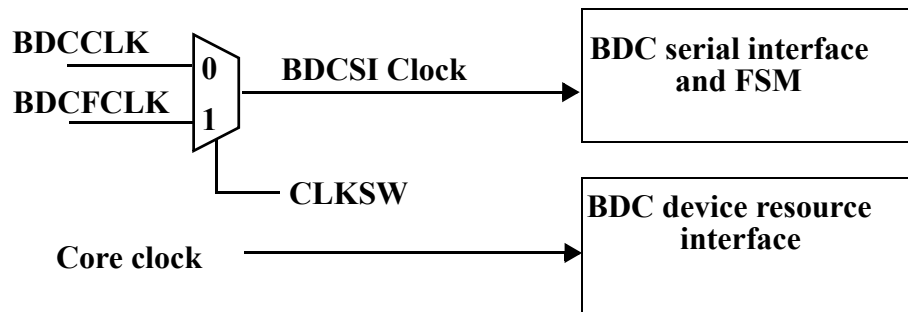 BDCCLK
0
BDCSI Clock
BDC serial interface
and FSM
BDCFCLK
1
CLKSW
BDC device resource
interface
Core clock